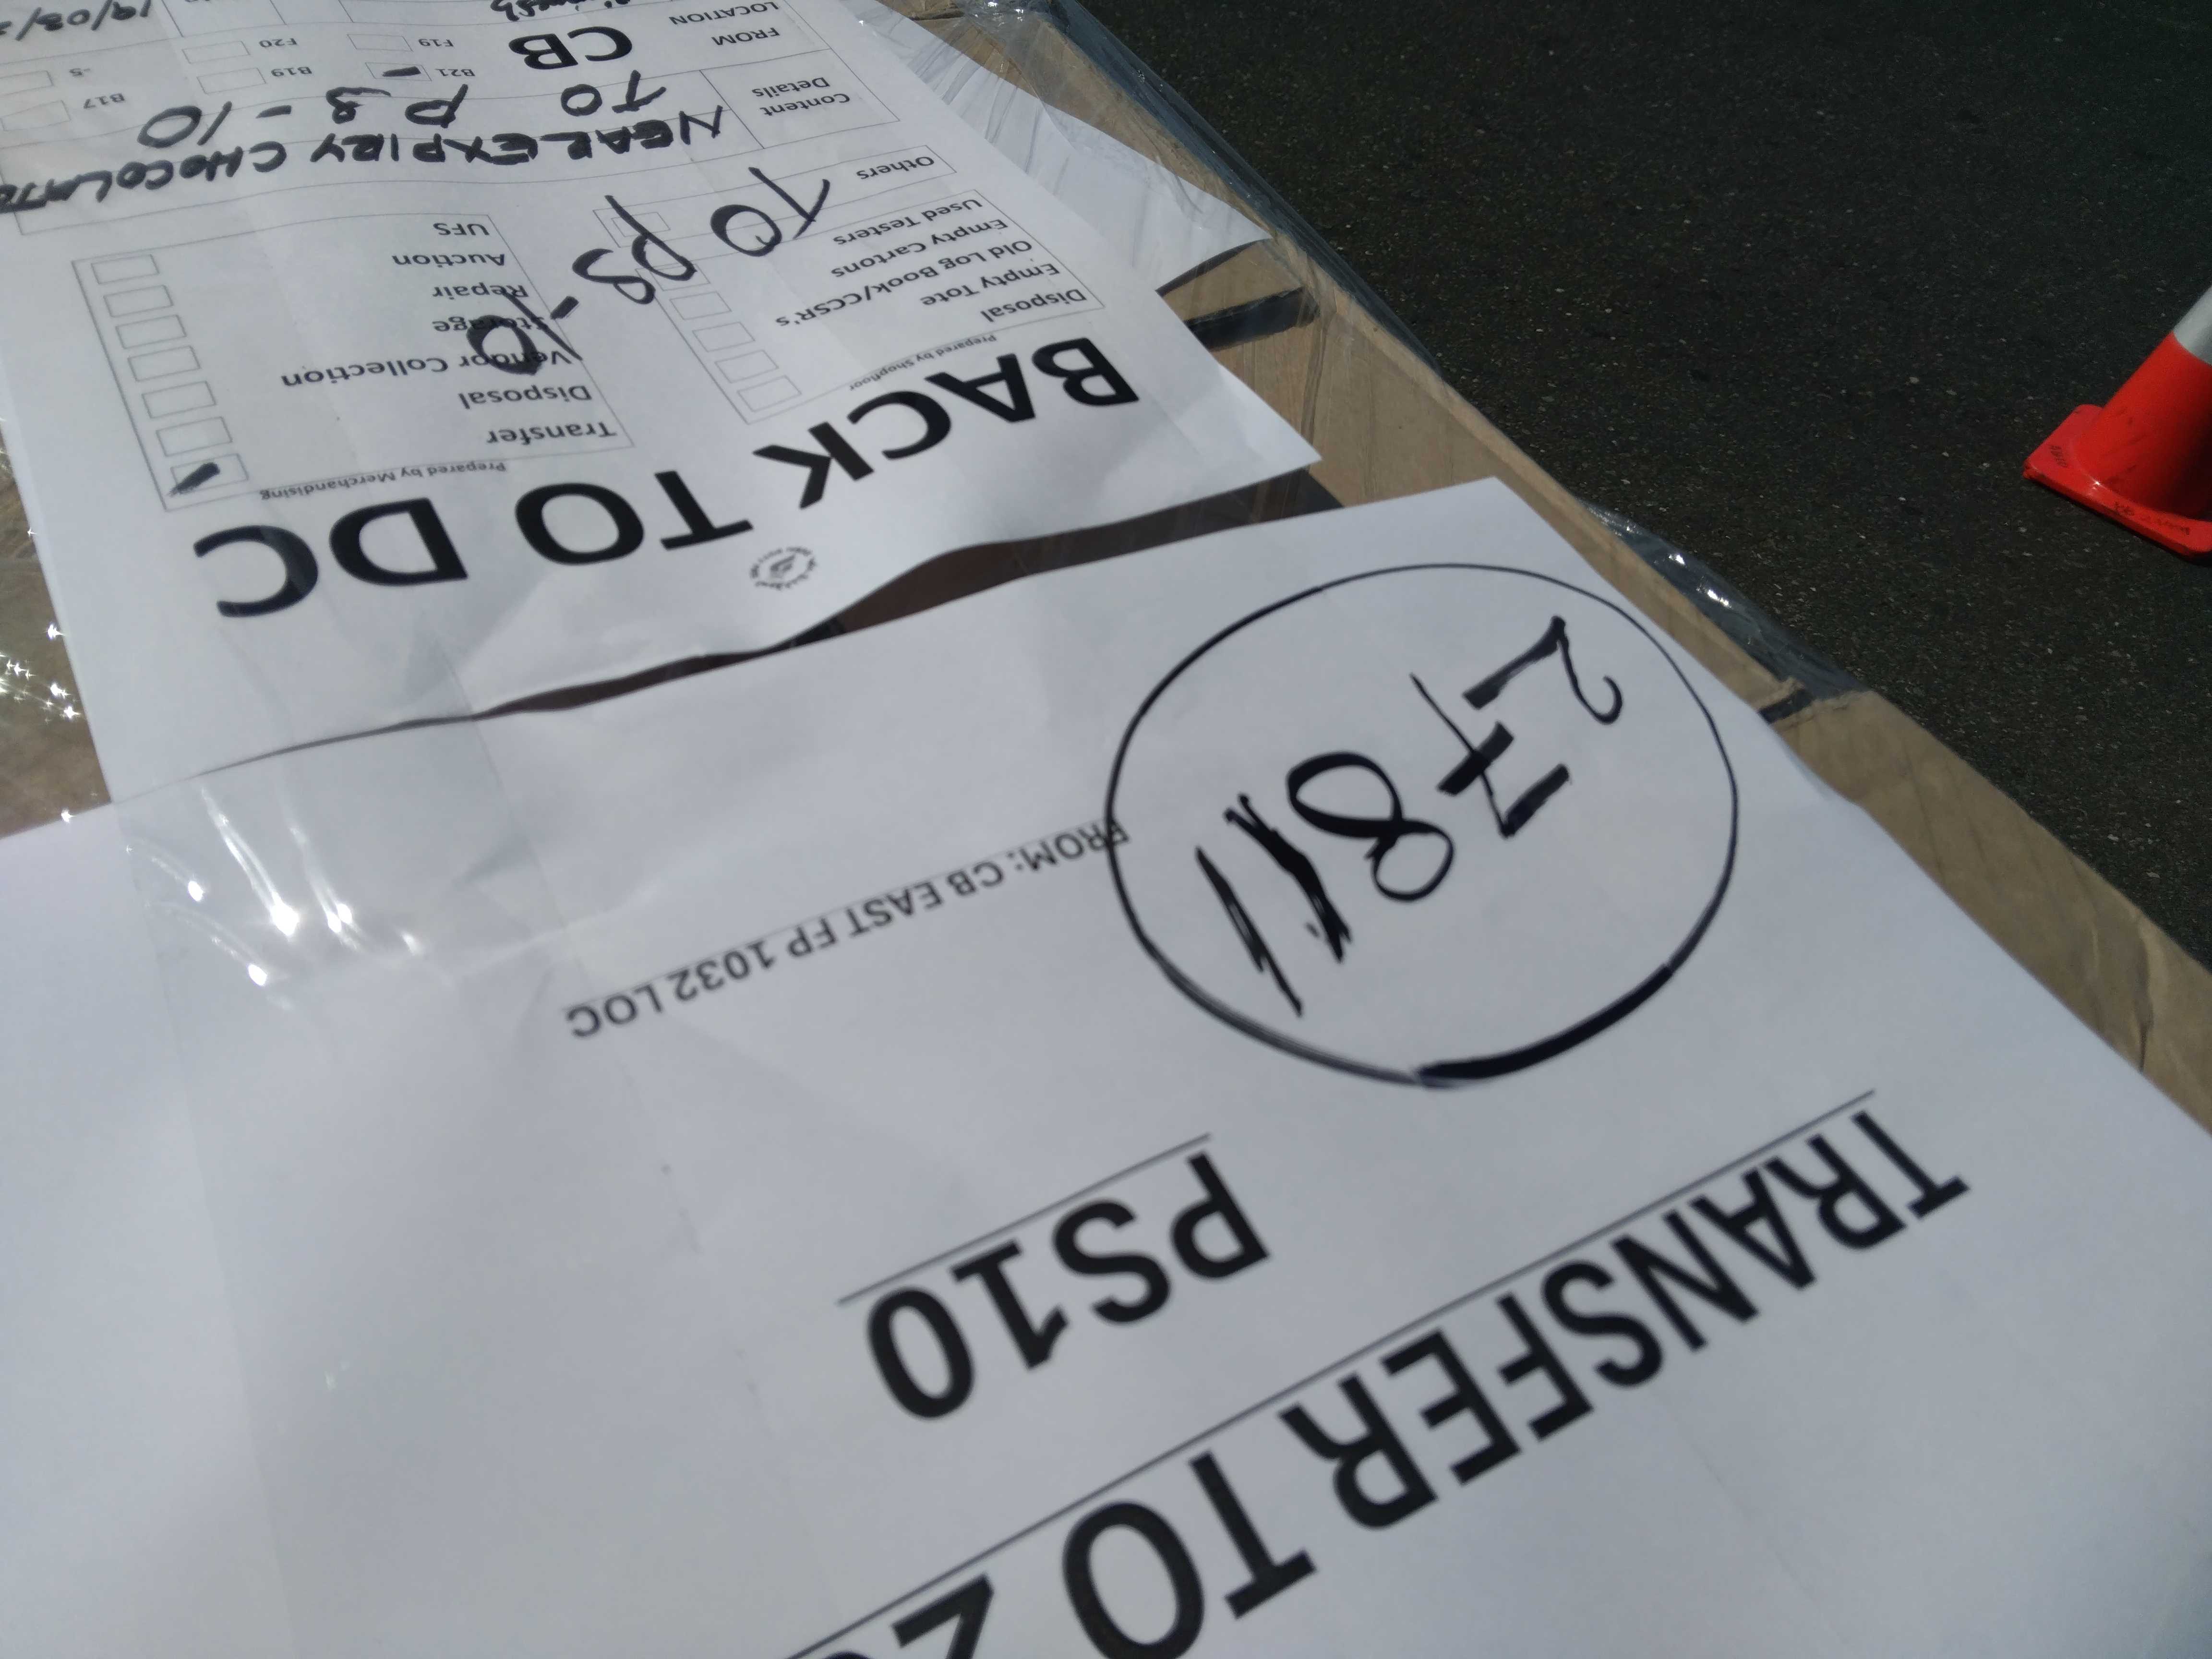 TRANSFER TO
PS10
FROM: CB EAST FP 1032 LOC
27811
BACK TO DC
Prepared by Shopfloor
Disposal
Empty Tote
Old Log Book/CCSR's
Empty Cartons
Used Testers
Others
Prepared by Merchandising
Transfer
Disposal
Vendor Collection
Storage
Repair
Auction
UFS
TO PS-10
Content Details
NEAR EXPIRY CHOCOLATE
TO PS-10
FROM LOCATION
CB
B21
B19
B17
F19
F20